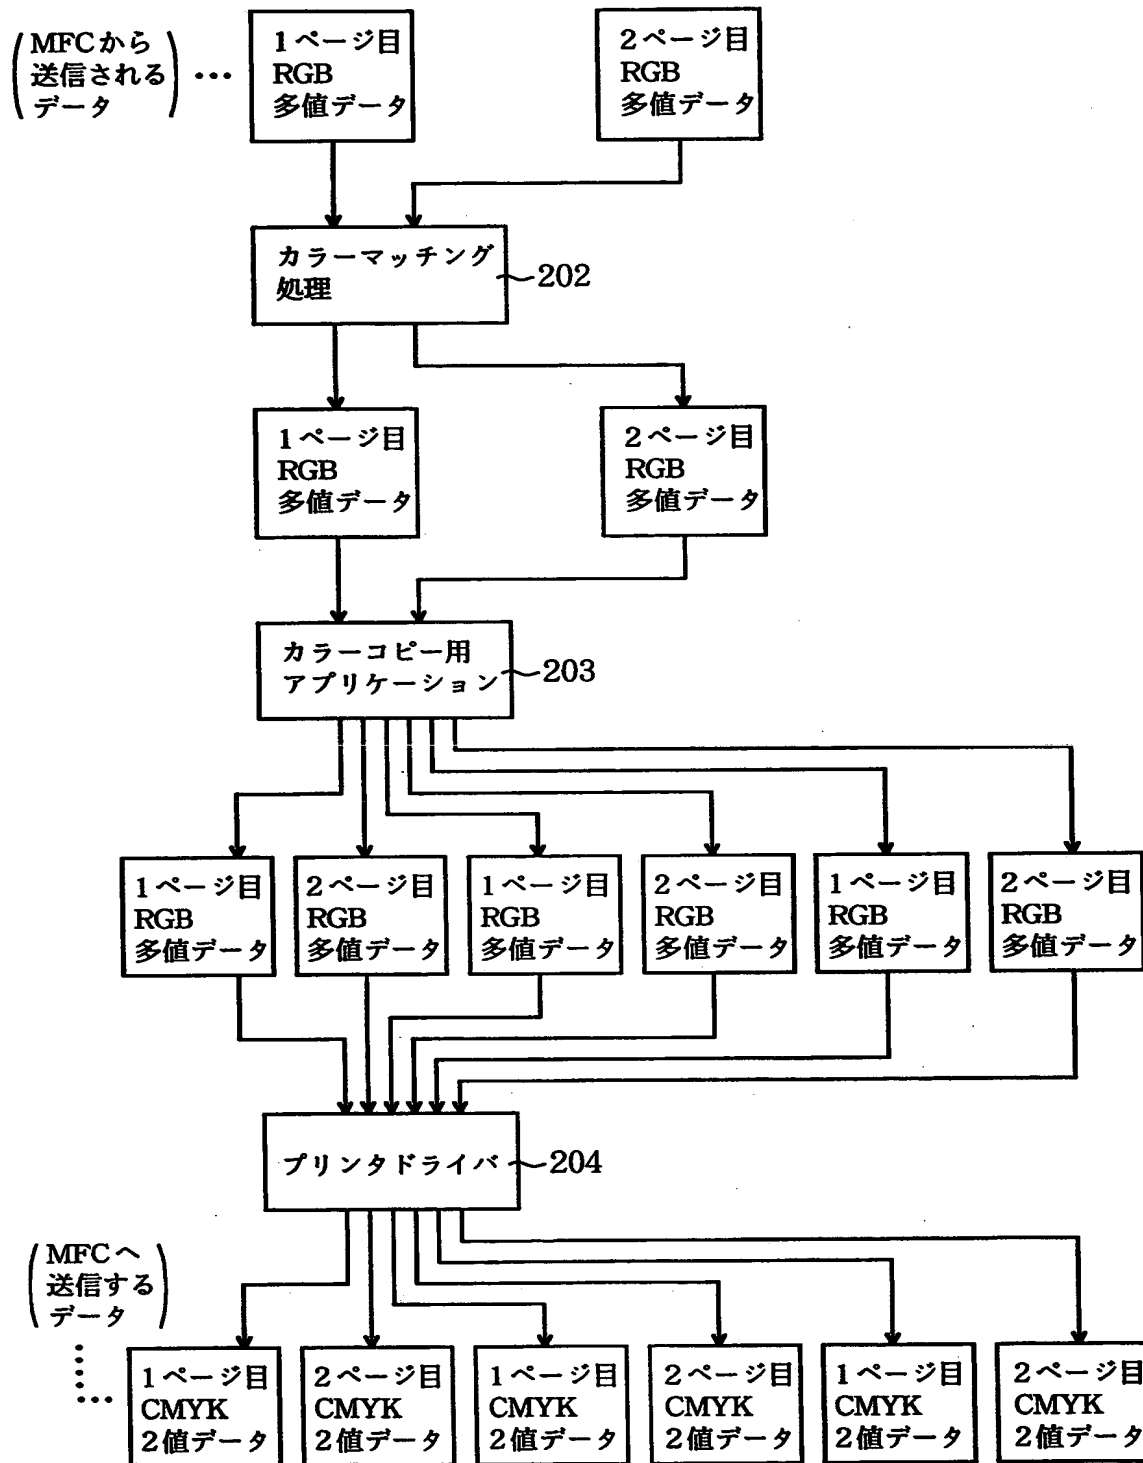 MFCから
送信される
データ
…
1ページ目
RGB
多値データ
2ページ目
RGB
多値データ
カラーマッチング
処理
202
1ページ目
RGB
多値データ
2ページ目
RGB
多値データ
カラーコピー用
アプリケーション
203
1ページ目
RGB
多値データ
2ページ目
RGB
多値データ
1ページ目
RGB
多値データ
2ページ目
RGB
多値データ
1ページ目
RGB
多値データ
2ページ目
RGB
多値データ
プリンタドライバ
204
MFCへ
送信する
データ
1ページ目
CMYK
2値データ
2ページ目
CMYK
2値データ
1ページ目
CMYK
2値データ
2ページ目
CMYK
2値データ
1ページ目
CMYK
2値データ
2ページ目
CMYK
2値データ